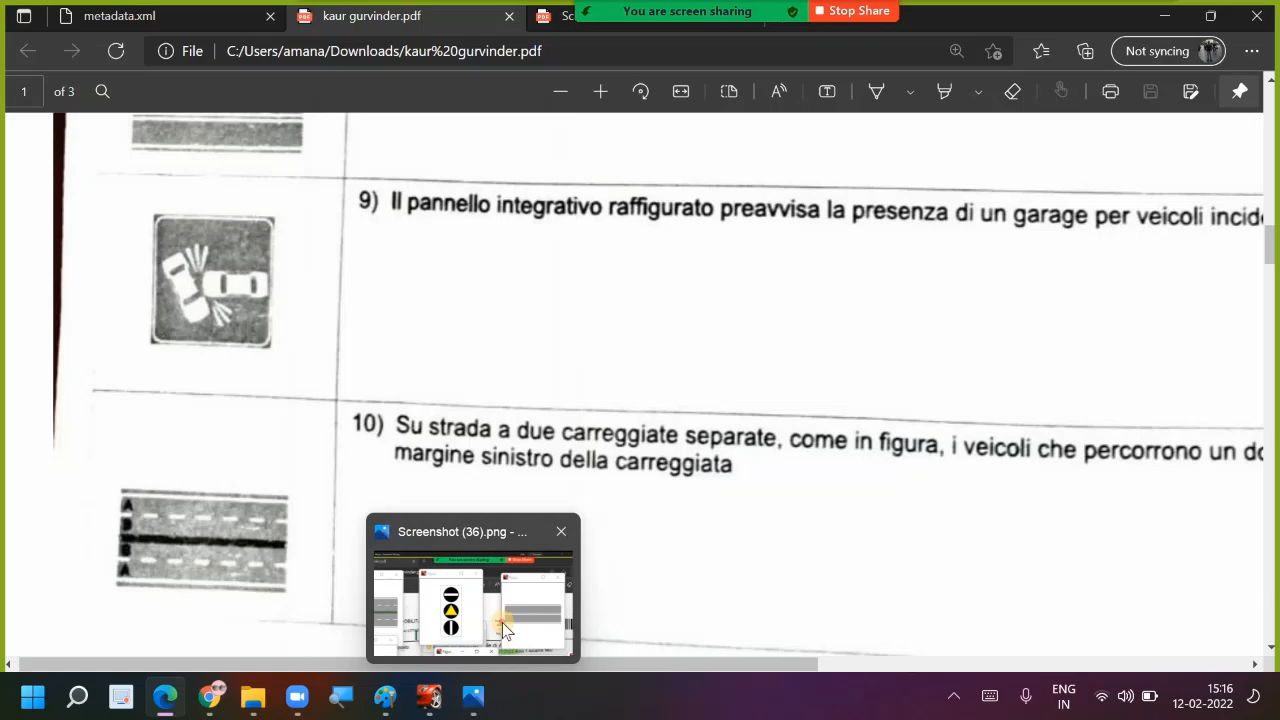 metadata.xml
kaur gurvinder.pdf
You are screen sharing
Stop Share
File
C:/Users/amana/Downloads/kaur%20gurvinder.pdf
Not syncing
1 of 3
9) Il pannello integrativo raffigurato preavvisa la presenza di un garage per veicoli
10) Su strada a due carreggiate separate, come in figura, i veicoli che percorrono un
margine sinistro della carreggiata
A
D
B
A
Screenshot (36).png - ...
ENG
IN
15:16
12-02-2022